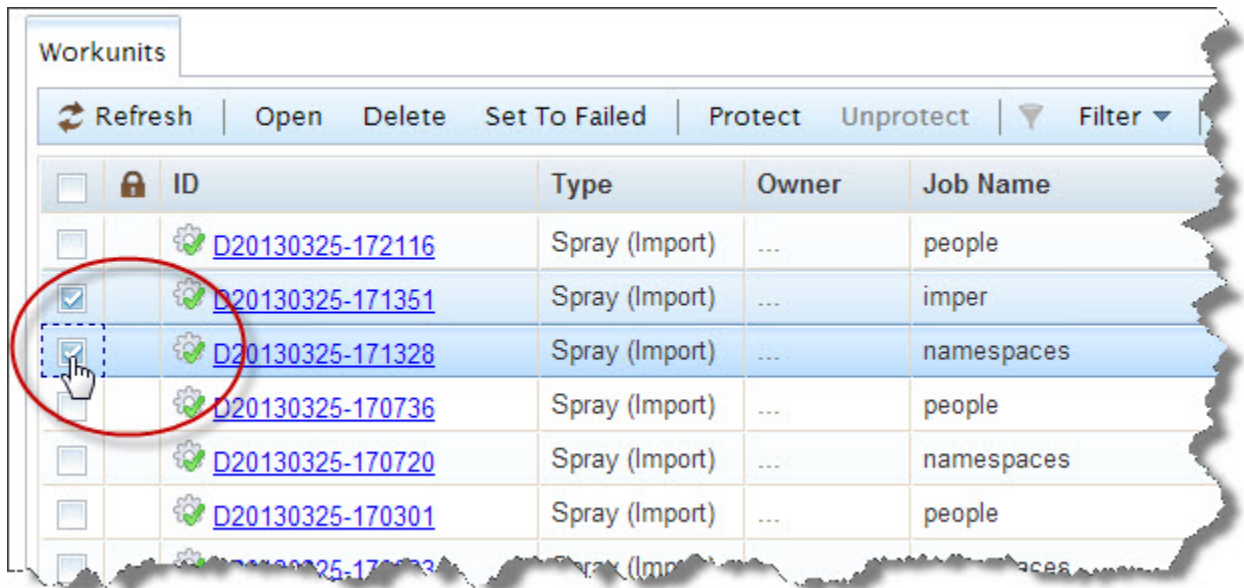 Workunits
Refresh Open Delete Set To Failed Protect Unprotect Filter
ID Type Owner Job Name
D20130325-172116 Spray (Import) ... people
D20130325-171351 Spray (Import) ... imper
D20130325-171328 Spray (Import) ... namespaces
D20130325-170736 Spray (Import) ... people
D20130325-170720 Spray (Import) ... namespaces
D20130325-170301 Spray (Import) ... people